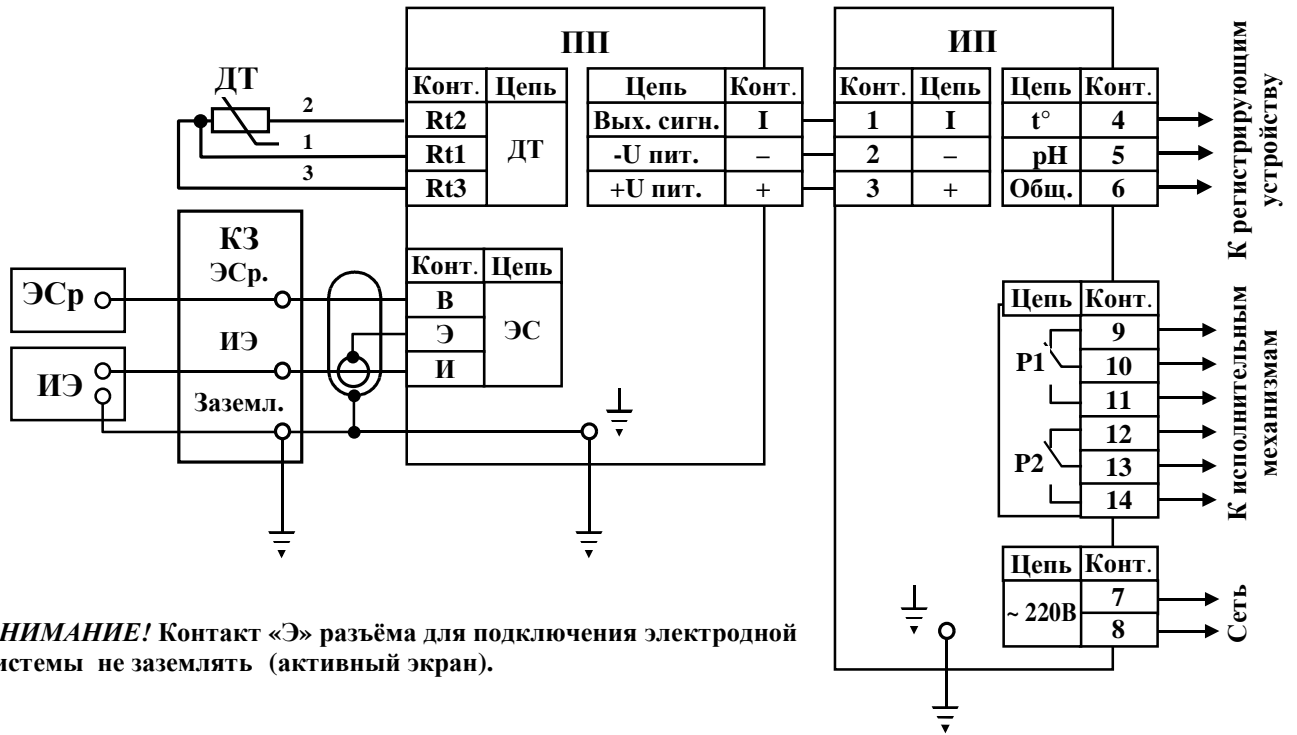 ПП
ИП
ДТ
2
1
3
Конт. Цепь
Rt2
Rt1
Rt3
ДТ
Цепь Конт.
Вых. сигн. I
-U пит. –
+U пит. +
Конт. Цепь
1 I
2 –
3 +
Цепь Конт.
t° 4
pH 5
Общ. 6
К регистрирующим
устройству
КЗ
ЭСр.
ИЭ
Заземл.
ЭСр
ИЭ
Конт. Цепь
В
Э
И
ЭС
Цепь Конт.
P1
9
10
11
P2
12
13
14
К исполнительным
механизмам
Цепь Конт.
~ 220В
7
8
Сеть
НИМАНИЕ! Контакт «Э» разъёма для подключения электродной
истемы не заземлять (активный экран).